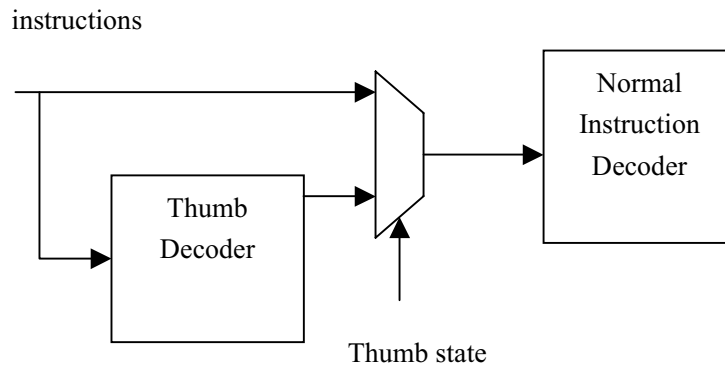 instructions
Normal
Instruction
Decoder
Thumb
Decoder
Thumb state